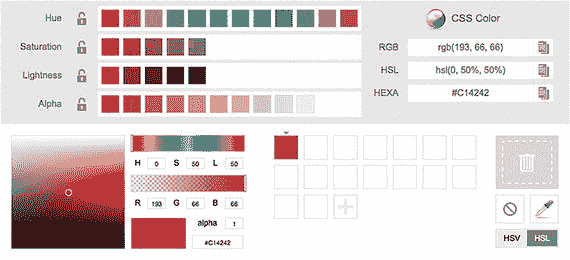 Hue
Saturation
Lightness
Alpha
CSS Color
RGB rgb(193, 66, 66)
HSL hsl(0, 50%, 50%)
HEXA #C14242
H 0 S 50 L 50
R 193 G 66 B 66
alpha 1
#C14242
HSV HSL